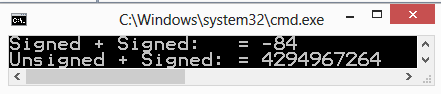 C:\Windows\system32\cmd.exe
Signed + Signed:   = -84
Unsigned + Signed: = 4294967264